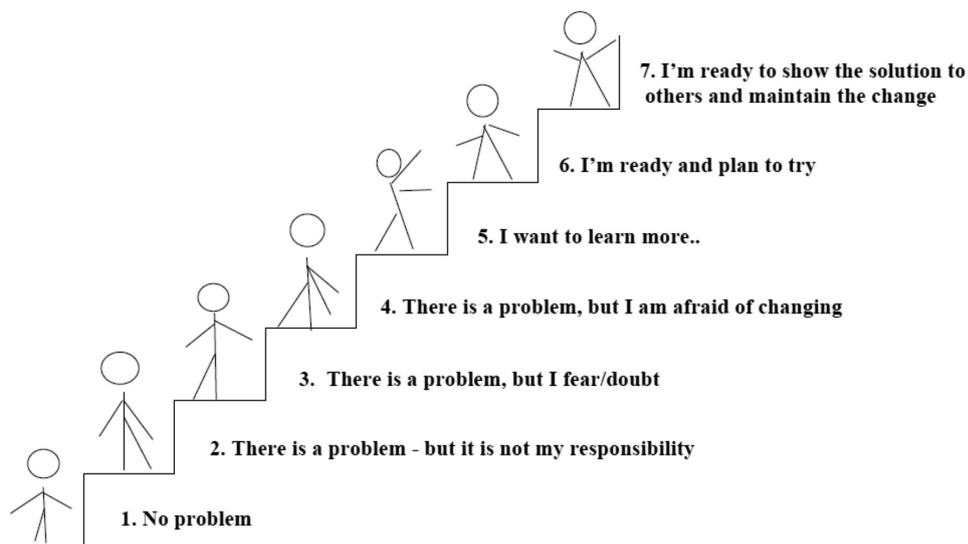 7. I’m ready to show the solution to
others and maintain the change
6. I’m ready and plan to try
5. I want to learn more..
4. There is a problem, but I am afraid of changing
3. There is a problem, but I fear/doubt
2. There is a problem - but it is not my responsibility
1. No problem